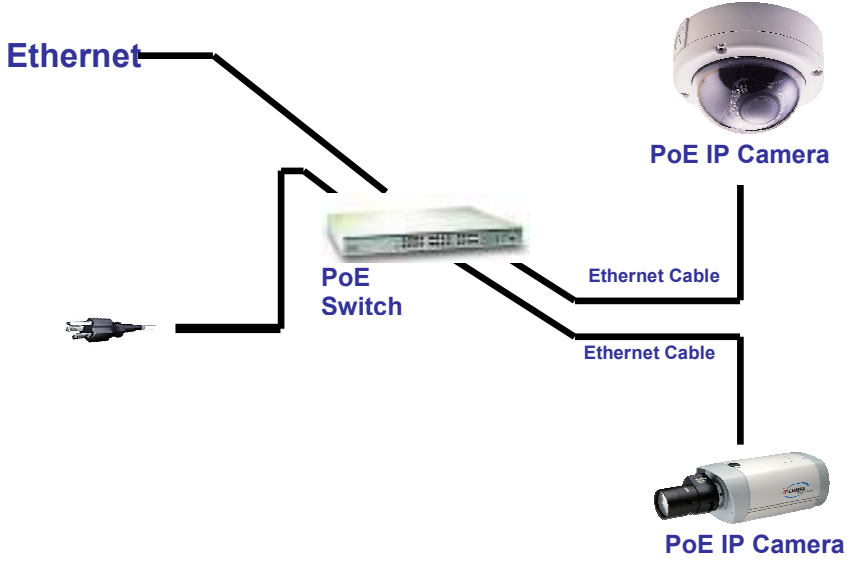 Ethernet
PoE IP Camera
PoE
Switch
Ethernet Cable
Ethernet Cable
PoE IP Camera